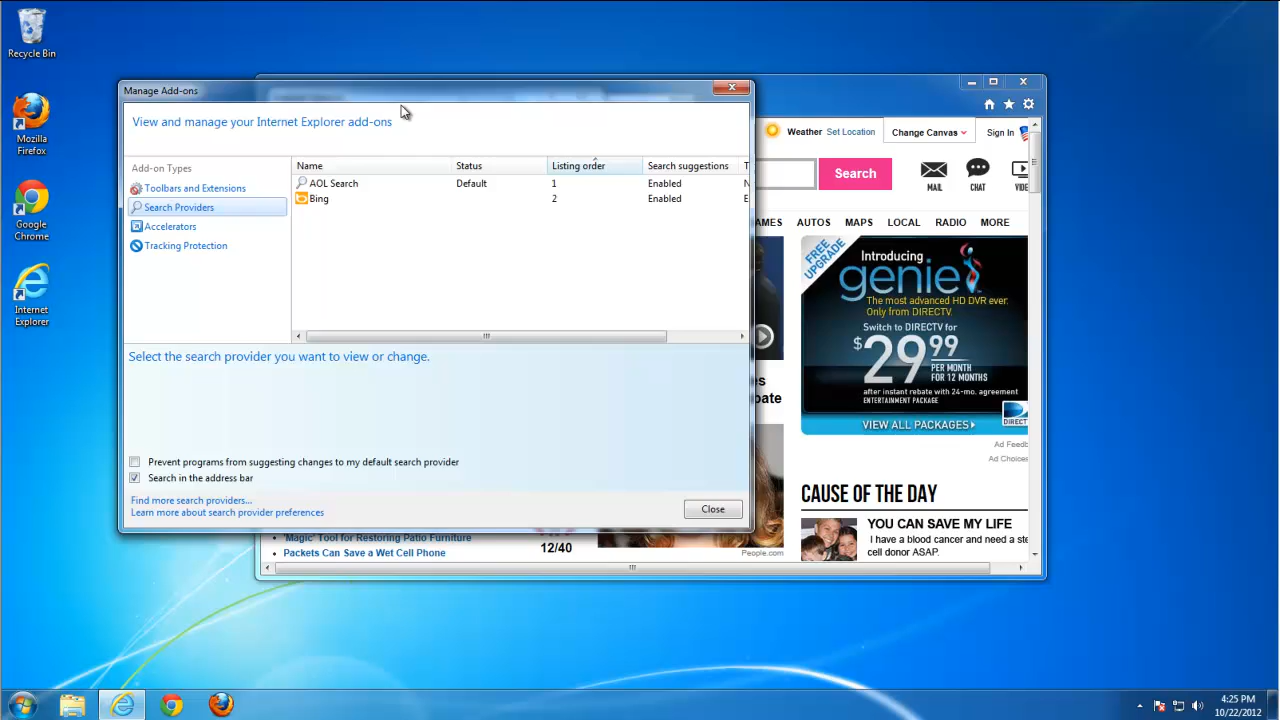 Recycle Bin
Mozilla
Firefox
Google
Chrome
Internet
Explorer
Manage Add-ons
View and manage your Internet Explorer add-ons
Add-on Types
Toolbars and Extensions
Search Providers
Accelerators
Tracking Protection
Name Status Listing order Search suggestions T
AOL Search Default 1 Enabled N
Bing 2 Enabled E
Select the search provider you want to view or change.
Prevent programs from suggesting changes to my default search provider
Search in the address bar
Find more search providers...
Learn more about search provider preferences
Close
Weather Set Location
Change Canvas
Sign In
Search
MAIL
CHAT
VIDE
AMES AUTOS MAPS LOCAL RADIO MORE
FREE
UPGRADE
Introducing
genie
The most advanced HD DVR ever.
Only from DIRECTV.
Switch to DIRECTV for
$29.99
PER MONTH
FOR 12 MONTHS
after instant rebate with 24-mo. agreement
ENTERTAINMENT PACKAGE
VIEW ALL PACKAGES
DIRECT
Ad Feedb
Ad Choices
es
bate
CAUSE OF THE DAY
YOU CAN SAVE MY LIFE
I have a blood cancer and need a ste
cell donor ASAP.
'Magic' Tool for Restoring Patio Furniture
Packets Can Save a Wet Cell Phone
12/40
People.com
4:25 PM
10/22/2012